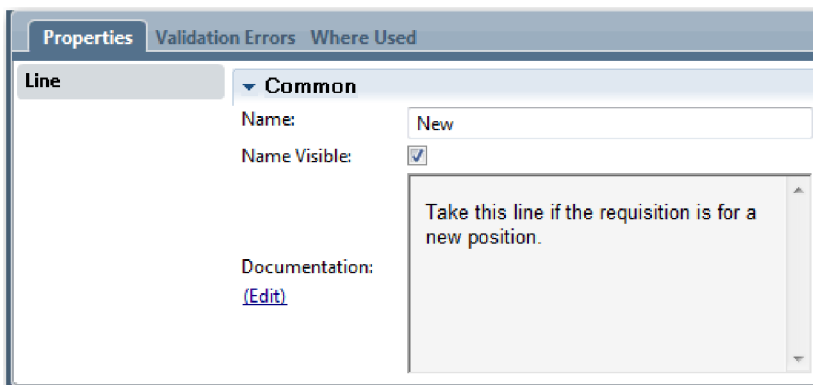 Properties Validation Errors Where Used
Line
Common
Name: New
Name Visible:
Take this line if the requisition is for a
new position.
Documentation:
(Edit)